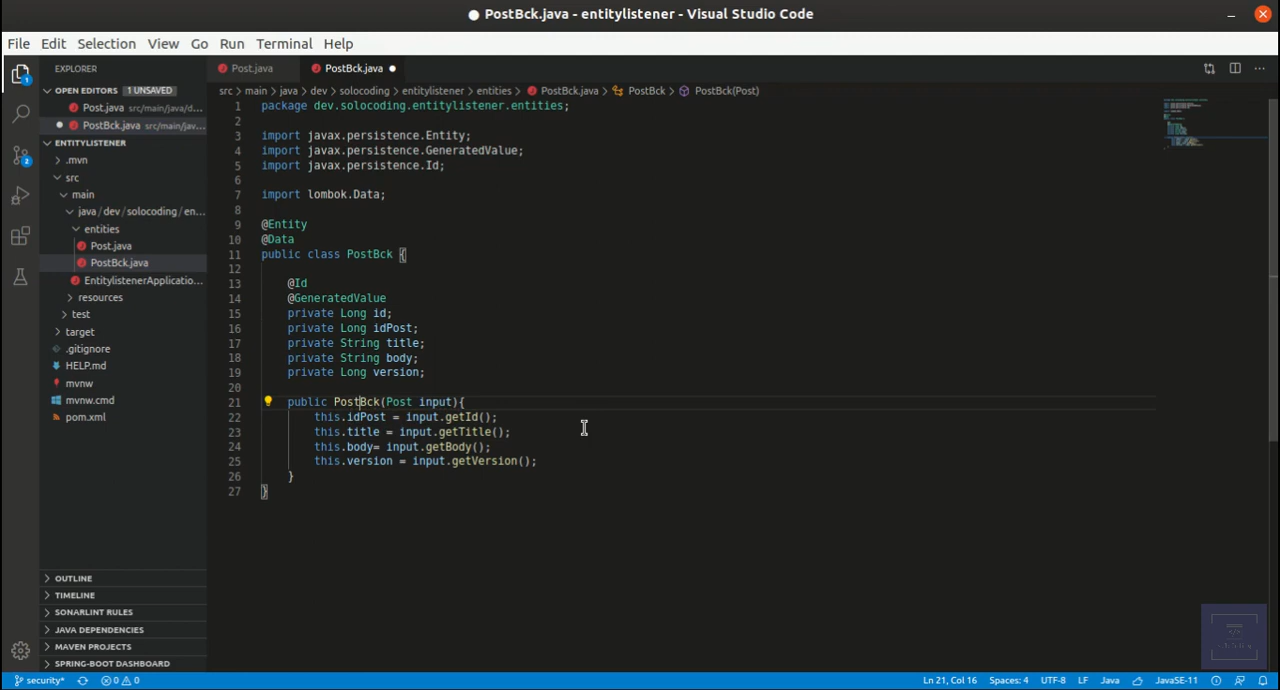 PostBck.java - entitylistener - Visual Studio Code
File Edit Selection View Go Run Terminal Help
EXPLORER
Post.java
PostBck.java
OPEN EDITORS 1 UNSAVED
Post.java src/main/java/d...
PostBck.java src/main/jav...
ENTITYLISTENER
.mvn
src
main
java/dev/solocoding/en...
entities
Post.java
PostBck.java
EntitylistenerApplicatio...
resources
test
target
.gitignore
HELP.md
mvnw
mvnw.cmd
pom.xml
OUTLINE
TIMELINE
SONARLINT RULES
JAVA DEPENDENCIES
MAVEN PROJECTS
SPRING-BOOT DASHBOARD
src > main > java > dev > solocoding > entitylistener > entities > PostBck.java > PostBck > PostBck(Post)
1 package dev.solocoding.entitylistener.entities;
2
3 import javax.persistence.Entity;
4 import javax.persistence.GeneratedValue;
5 import javax.persistence.Id;
6
7 import lombok.Data;
8
9 @Entity
10 @Data
11 public class PostBck {
12
13 @Id
14 @GeneratedValue
15 private Long id;
16 private Long idPost;
17 private String title;
18 private String body;
19 private Long version;
20
21 public PostBck(Post input){
22 this.idPost = input.getId();
23 this.title = input.getTitle();
24 this.body= input.getBody();
25 this.version = input.getVersion();
26 }
27 }
1
2
security* 0 0 Ln 21, Col 16 Spaces: 4 UTF-8 LF Java JavaSE-11